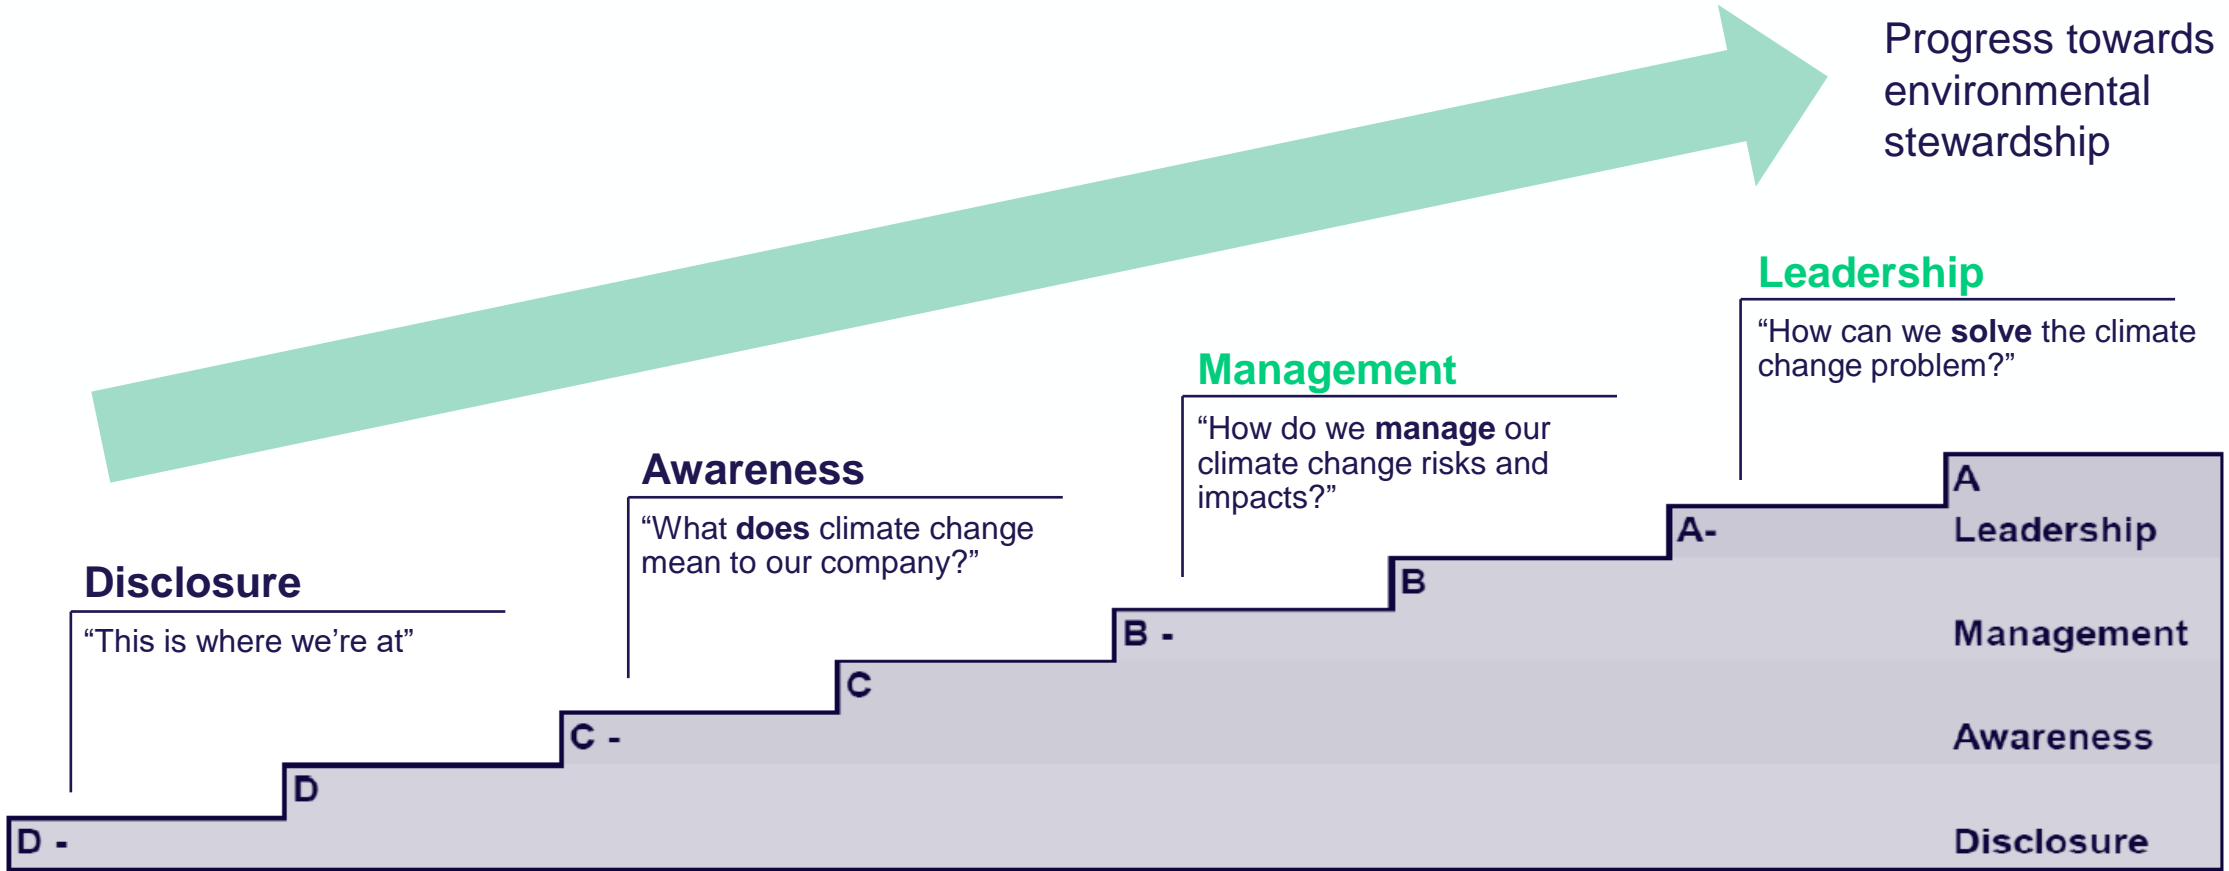 Progress towards
environmental
stewardship
Leadership
“How can we solve the climate
change problem?”
Management
“How do we manage our
climate change risks and
impacts?”
Awareness
“What does climate change
mean to our company?”
Disclosure
“This is where we’re at”
A
A-
Leadership
B
B -
Management
C
C -
Awareness
D
D -
Disclosure